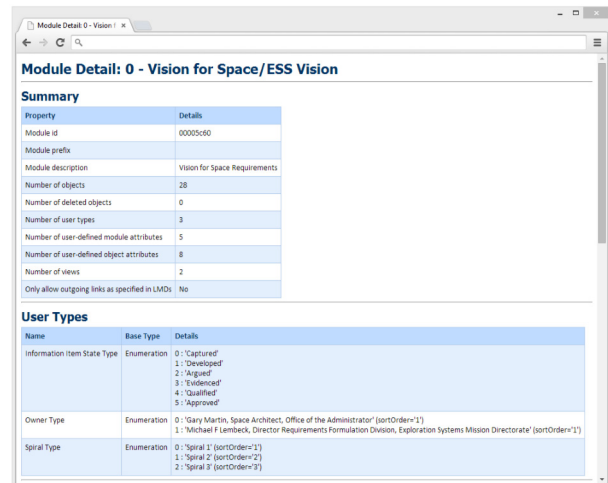 Module Detail: 0 - Vision f
Module Detail: 0 - Vision for Space/ESS Vision
Summary
Property Details
Module id 00005c60
Module prefix
Module description Vision for Space Requirements
Number of objects 28
Number of deleted objects 0
Number of user types 3
Number of user-defined module attributes 5
Number of user-defined object attributes 8
Number of views 2
Only allow outgoing links as specified in LMDs No
User Types
Name Base Type Details
Information Item State Type Enumeration 0 : 'Captured'
1 : 'Developed'
2 : 'Argued'
3 : 'Evidenced'
4 : 'Qualified'
5 : 'Approved'
Owner Type Enumeration 0 : 'Gary Martin, Space Architect, Office of the Administrator' (sortOrder='1')
1 : 'Michael F Lembeck, Director Requirements Formulation Division, Exploration Systems Mission Directorate' (sortOrder='1')
Spiral Type Enumeration 0 : 'Spiral 1' (sortOrder='1')
1 : 'Spiral 2' (sortOrder='2')
2 : 'Spiral 3' (sortOrder='3')